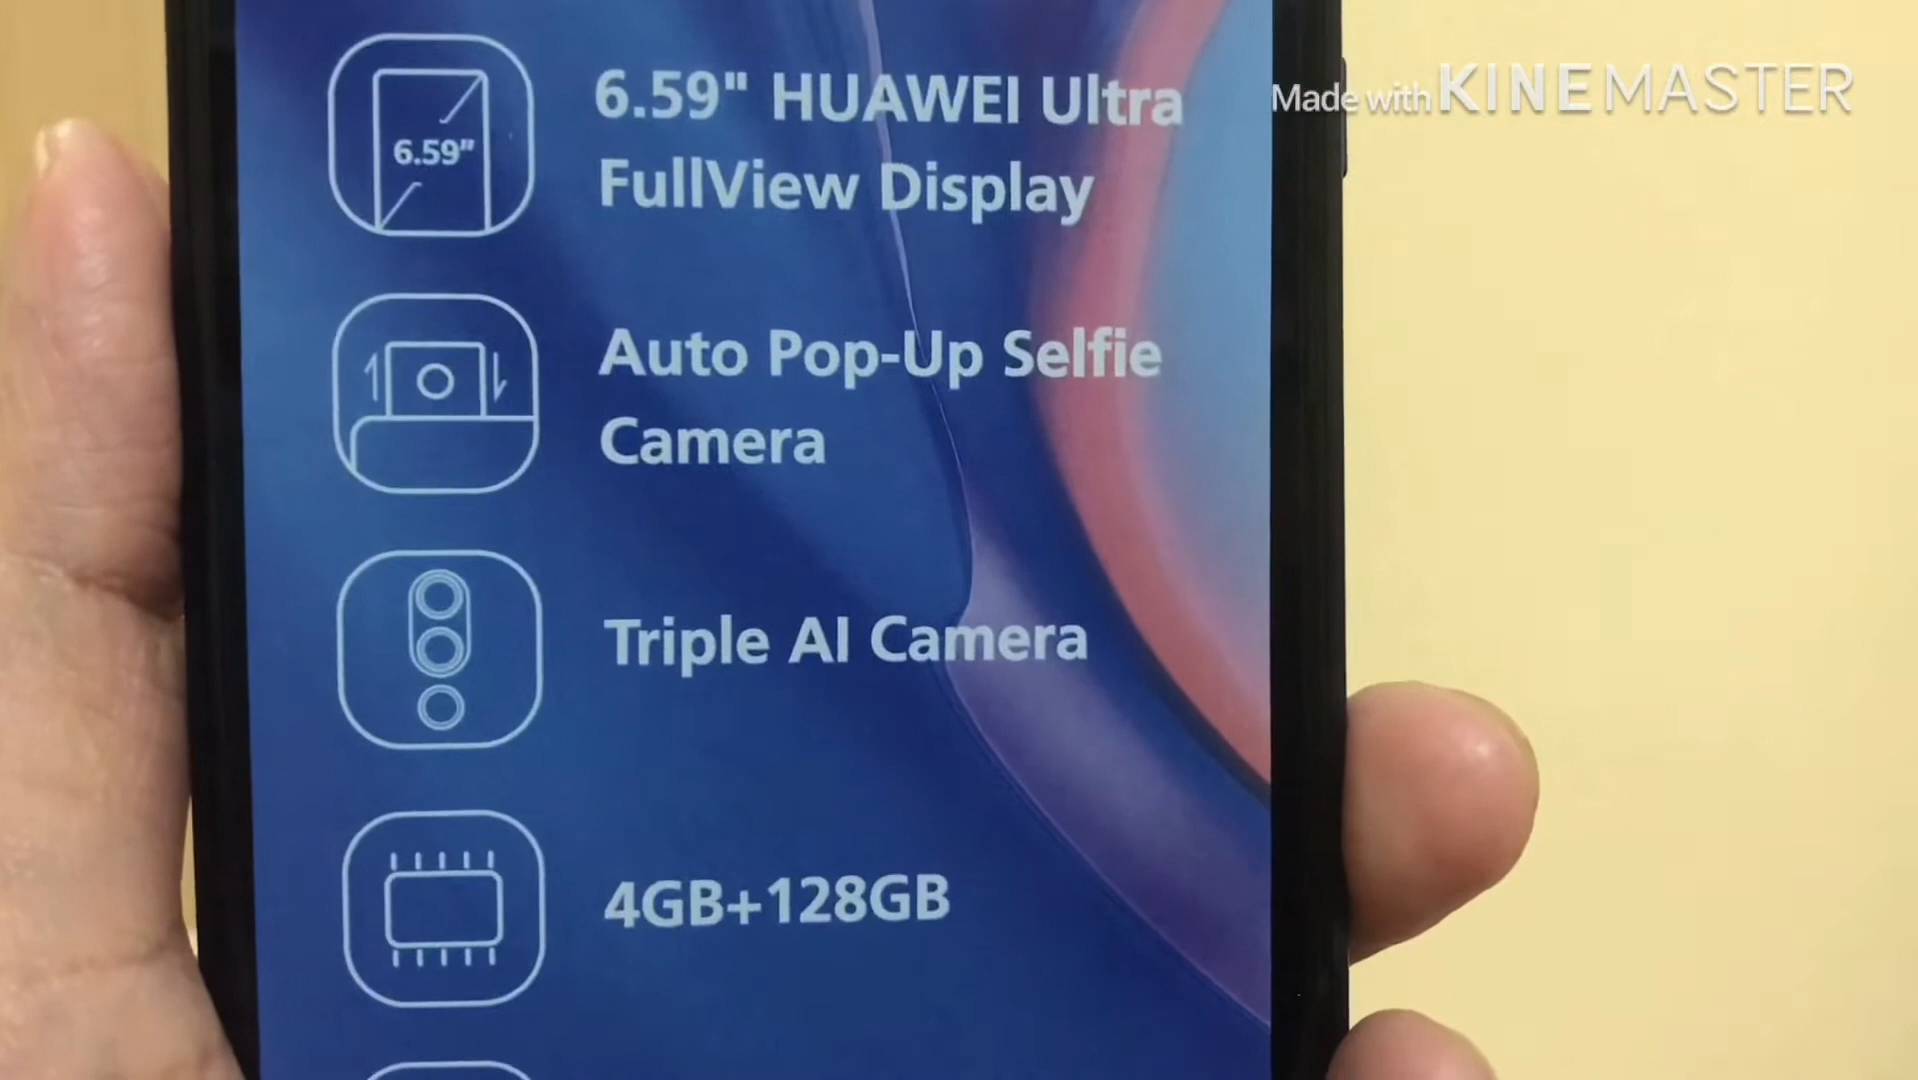 6.59" HUAWEI Ultra
FullView Display
6.59"
Made with KINEMASTER
Auto Pop-Up Selfie
Camera
Triple AI Camera
4GB+128GB